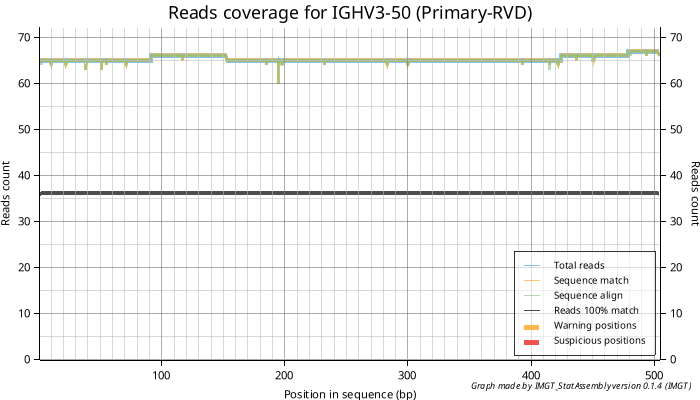 Reads coverage for IGHV3-50 (Primary-RVD)
70
60
50
40
30
20
10
0
Reads count
70
60
50
40
30
20
10
0
Reads count
Total reads
Sequence match
Sequence align
Reads 100% match
Warning positions
Suspicious positions
100
200
300
400
500
Position in sequence (bp)
Graph made by IMGT_StatAssembly version 0.1.4 (IMGT)